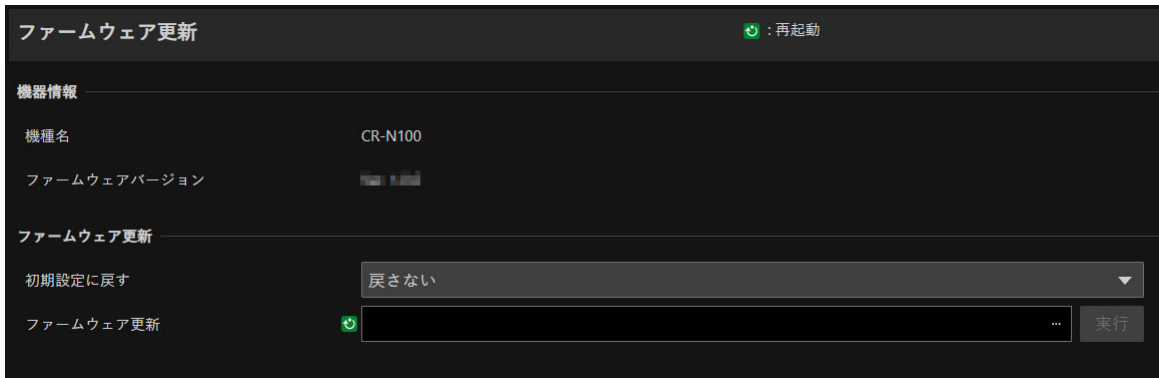 ファームウェア更新 : 再起動
機器情報
機種名 CR-N100
ファームウェアバージョン
ファームウェア更新
初期設定に戻す 戻さない
ファームウェア更新 ... 実行